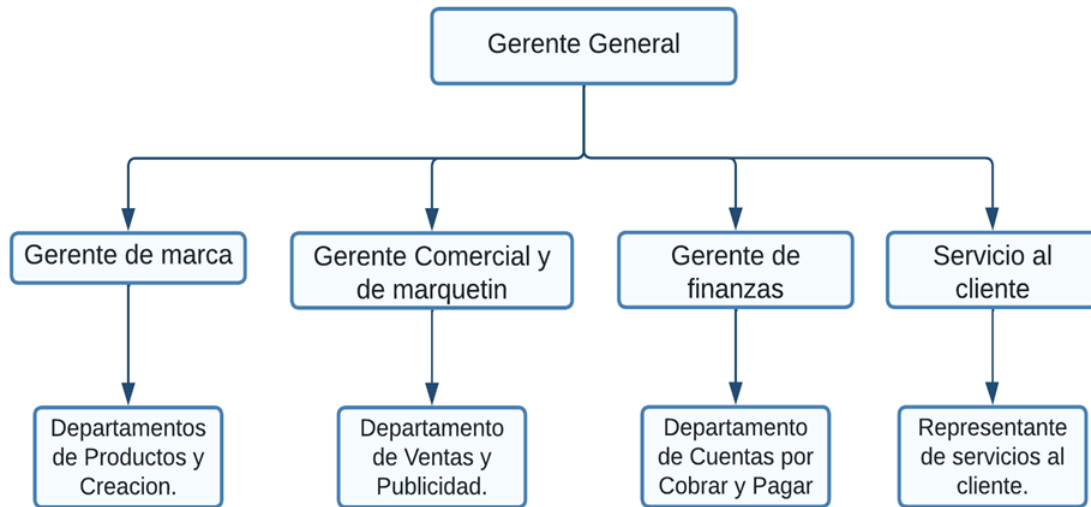 Gerente General
Gerente de marca
Gerente Comercial y
de marquetin
Gerente de
finanzas
Servicio al
cliente
Departamentos
de Productos y
Creacion.
Departamento
de Ventas y
Publicidad.
Departamento
de Cuentas por
Cobrar y Pagar
Representante
de servicios al
cliente.